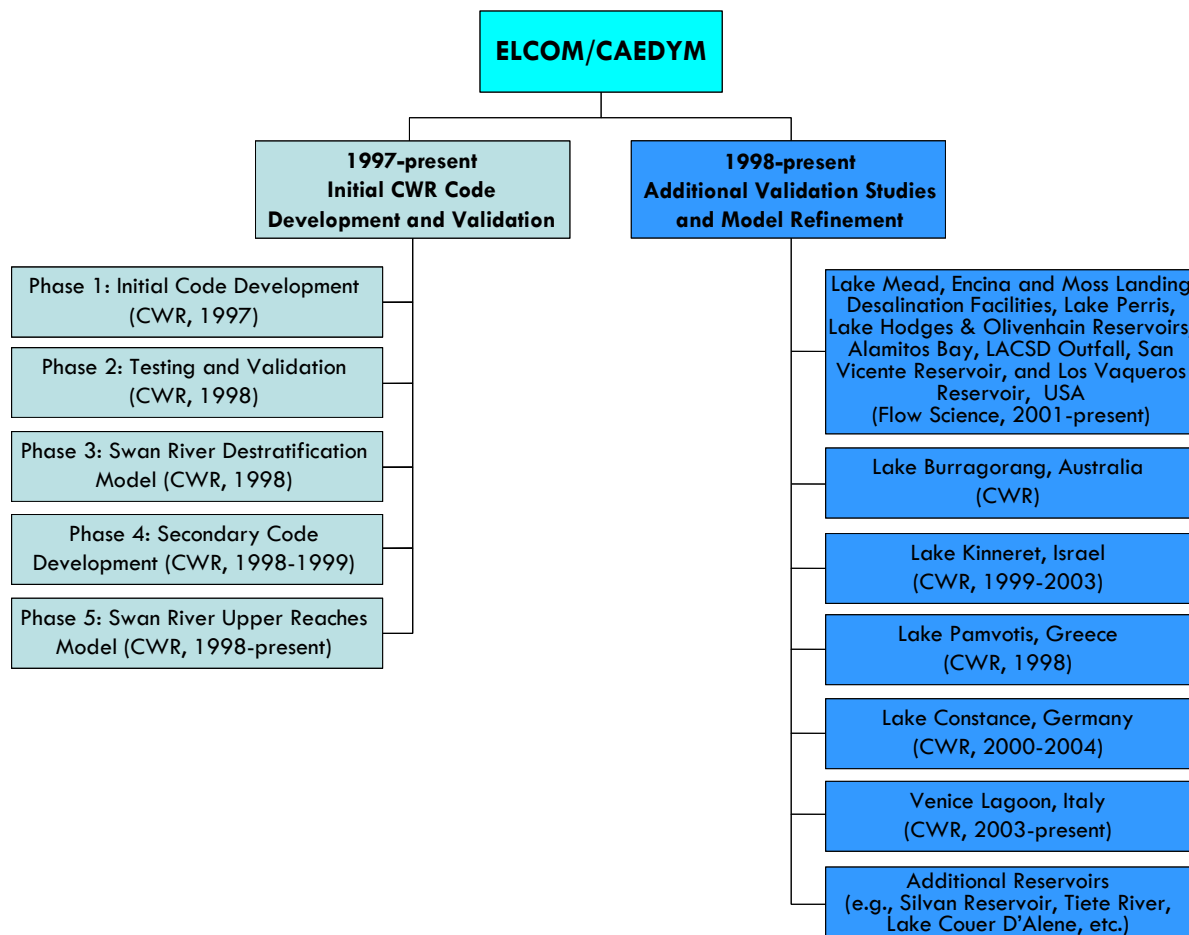 ELCOM/CAEDYM
1997-present
Initial CWR Code
Development and Validation
Phase 1: Initial Code Development
(CWR, 1997)
Phase 2: Testing and Validation
(CWR, 1998)
Phase 3: Swan River Destratification
Model (CWR, 1998)
Phase 4: Secondary Code
Development (CWR, 1998-1999)
Phase 5: Swan River Upper Reaches
Model (CWR, 1998-present)
1998-present
Additional Validation Studies
and Model Refinement
Lake Mead, Encina and Moss Landing
Desalination Facilities, Lake Perris,
Lake Hodges & Olivenhain Reservoirs
Alamitos Bay, LACSD Outfall, San
Vicente Reservoir, and Los Vaqueros
Reservoir, USA
(Flow Science, 2001-present)
Lake Burragorang, Australia
(CWR)
Lake Kinneret, Israel
(CWR, 1999-2003)
Lake Pamvotis, Greece
(CWR, 1998)
Lake Constance, Germany
(CWR, 2000-2004)
Venice Lagoon, Italy
(CWR, 2003-present)
Additional Reservoirs
(e.g., Silvan Reservoir, Tiete River,
Lake Couer D'Alene, etc.)